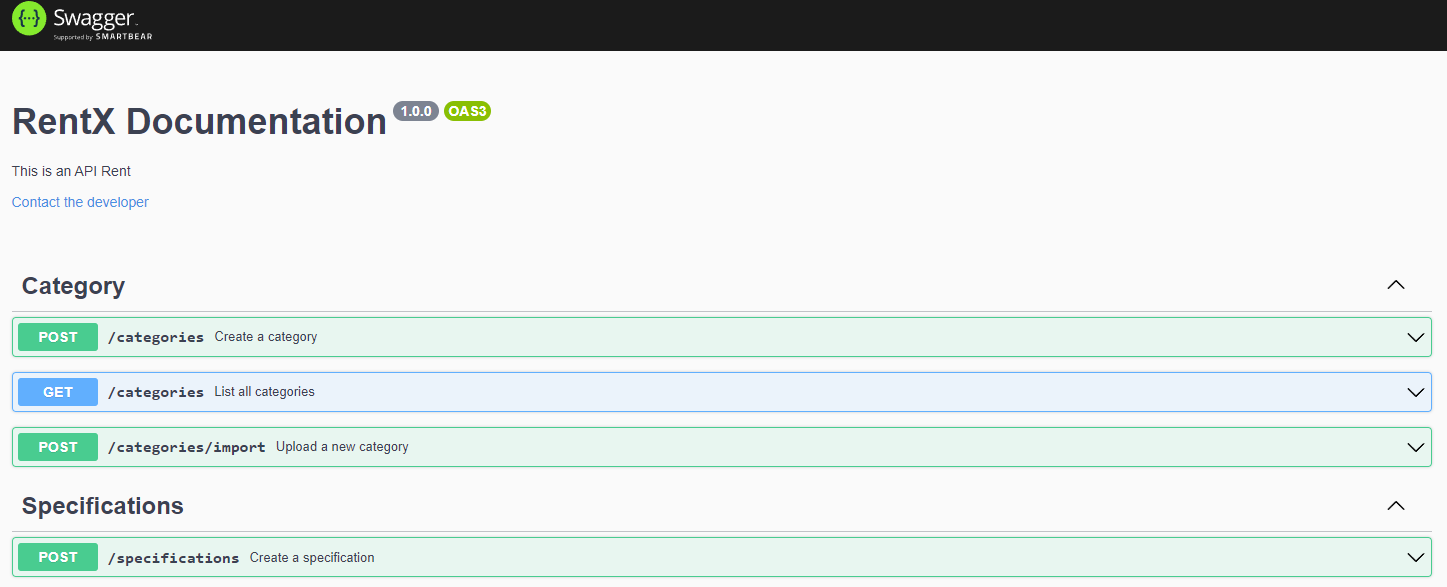 Swagger.
Supported by SMARTBEAR
RentX Documentation 1.0.0 OAS3
This is an API Rent
Contact the developer
Category
POST /categories Create a category
GET /categories List all categories
POST /categories/import Upload a new category
Specifications
POST /specifications Create a specification